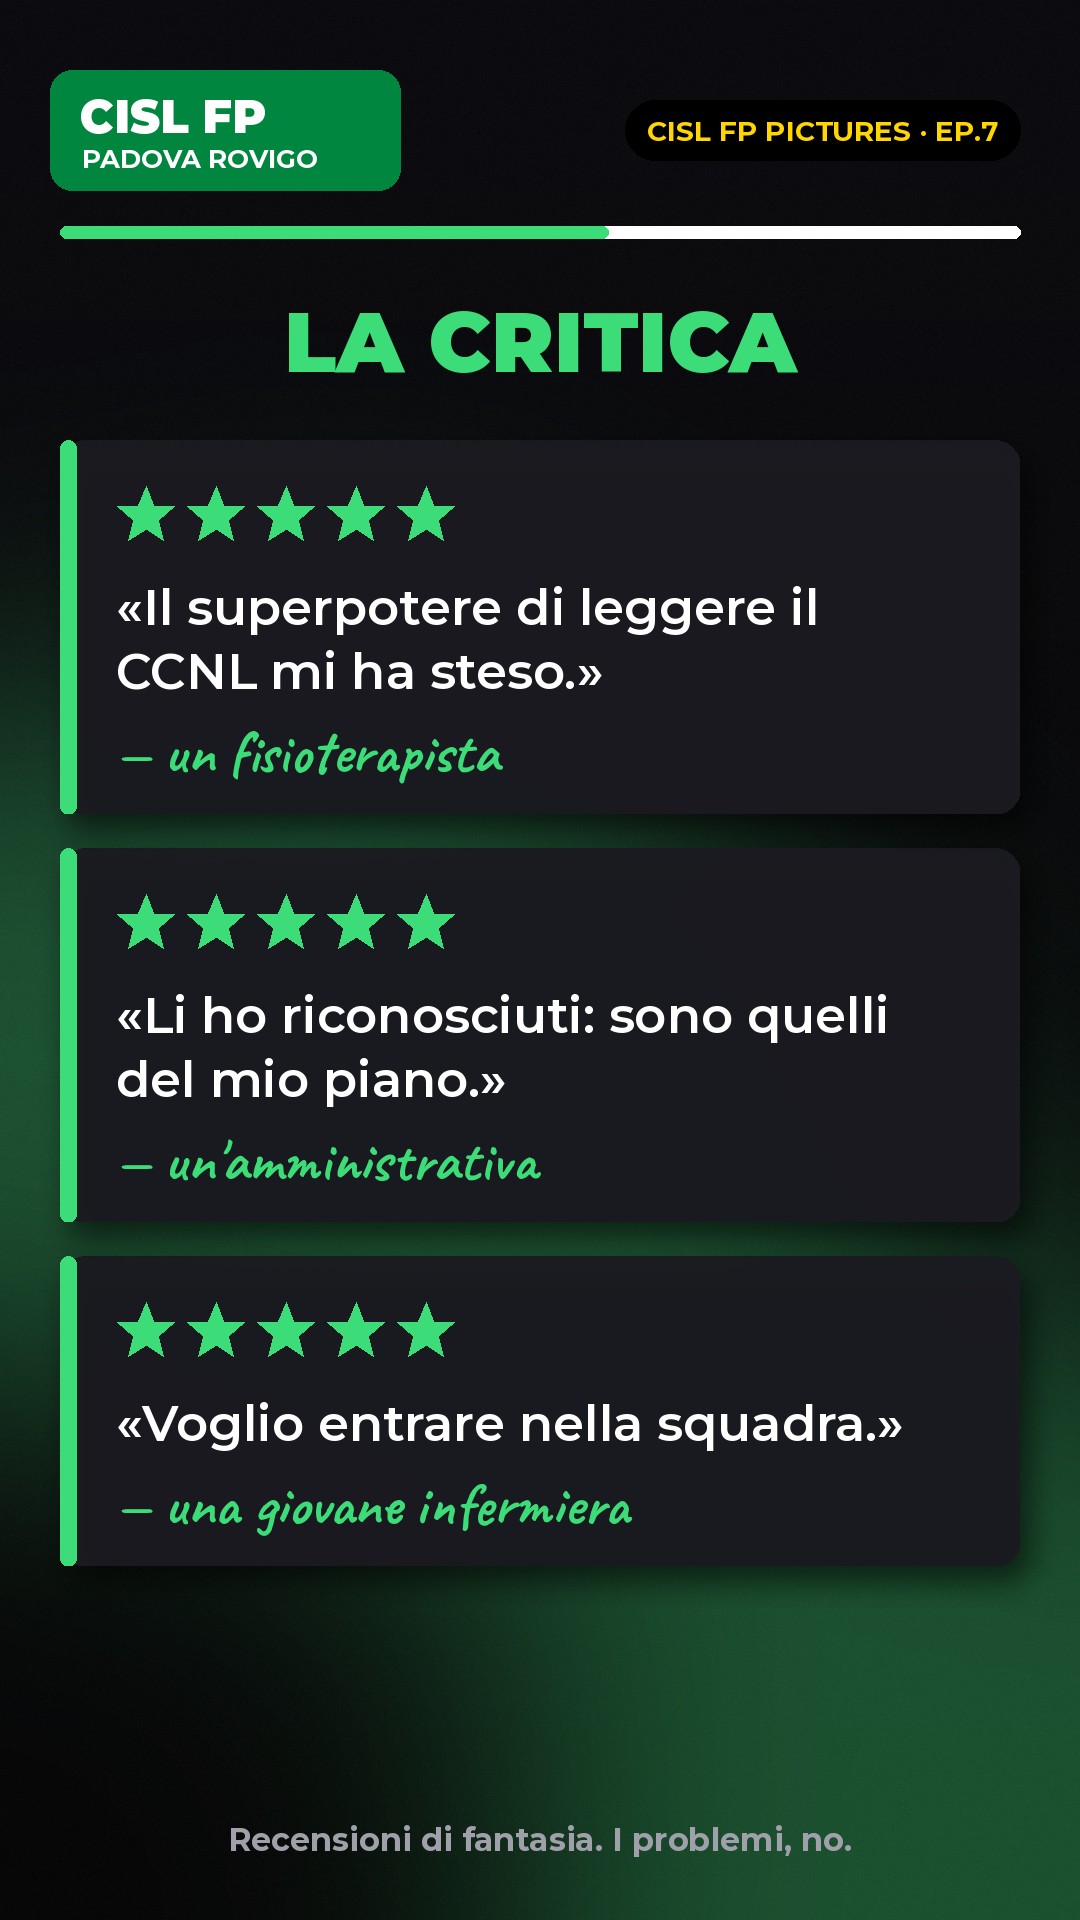 CISL FP
PADOVA ROVIGO
CISL FP PICTURES · EP.7
LA CRITICA
«Il superpotere di leggere il
CCNL mi ha steso.»
– un fisioterapista
«Li ho riconosciuti: sono quelli
del mio piano.»
– un'amministrativa
«Voglio entrare nella squadra.»
– una giovane infermiera
Recensioni di fantasia. I problemi, no.